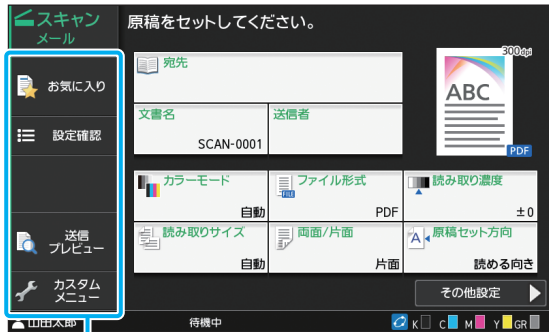 スキャン
メール
原稿をセットしてください。
お気に入り
設定確認
送信
プレビュー
カスタム
メニュー
宛先
文書名
SCAN-0001
送信者
300dpi
ABC
PDF
カラーモード
自動
ファイル形式
FILE
PDF
読み取り濃度
±0
読み取りサイズ
自動
両面/片面
片面
A
原稿セット方向
読める向き
その他設定
山田太郎
待機中
K C M Y GR